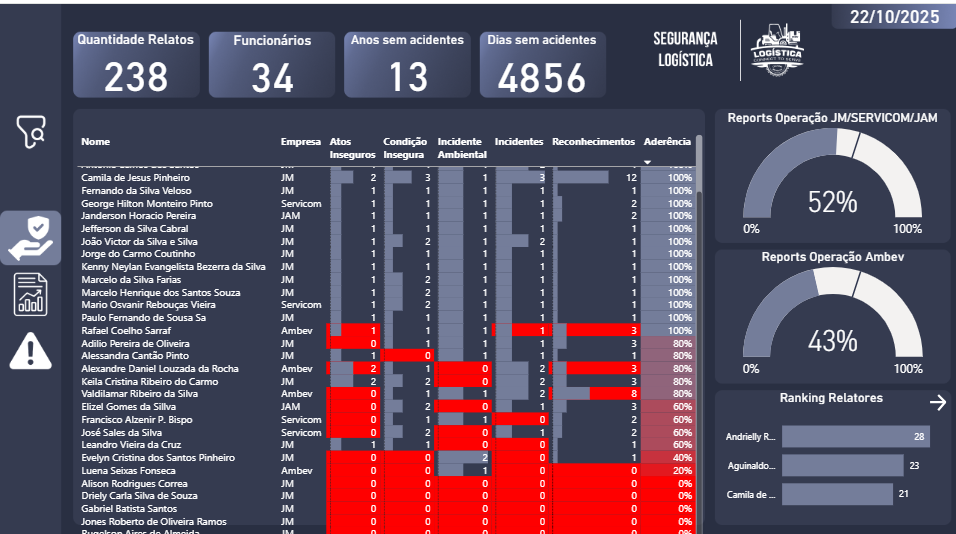 22/10/2025
Quantidade Relatos
238
Funcionários
34
Anos sem acidentes
13
Dias sem acidentes
4856
SEGURANÇA
LOGÍSTICA
LOGÍSTICA
CONNECT TO SERVE
Nome Empresa Atos Inseguros Condição Insegura Incidente Ambiental Incidentes Reconhecimentos Aderência
Camila de Jesus Pinheiro JM 2 3 1 3 12 100%
Fernando da Silva Veloso JM 1 1 1 1 1 100%
George Hilton Monteiro Pinto Servicom 1 1 1 1 2 100%
Janderson Horacio Pereira JAM 1 1 1 1 2 100%
Jefferson da Silva Cabral JM 1 1 1 1 1 100%
João Victor da Silva e Silva JM 1 2 1 2 1 100%
Jorge do Carmo Coutinho JM 1 1 1 1 1 100%
Kenny Neylan Evangelista Bezerra da Silva JM 1 1 1 1 1 100%
Marcelo da Silva Farias JM 1 2 1 1 1 100%
Marcelo Henrique dos Santos Souza JM 1 2 1 1 1 100%
Mario Osvanir Rebouças Vieira Servicom 1 2 1 1 1 100%
Paulo Fernando de Sousa Sa JM 1 1 1 1 1 100%
Rafael Coelho Sarraf Ambev 1 1 1 1 3 100%
Adilio Pereira de Oliveira JM 0 1 1 1 3 80%
Alessandra Cantão Pinto JM 1 0 1 1 1 80%
Alexandre Daniel Louzada da Rocha Ambev 2 1 0 2 3 80%
Keila Cristina Ribeiro do Carmo JM 2 2 0 2 3 80%
Valdilamar Ribeiro da Silva Ambev 0 1 1 2 8 80%
Elizel Gomes da Sillva JAM 0 2 0 1 3 60%
Francisco Alzenir P. Bispo Servicom 0 1 1 0 2 60%
José Sales da Silva Servicom 0 2 0 1 2 60%
Leandro Vieira da Cruz JM 1 1 0 0 1 60%
Evelyn Cristina dos Santos Pinheiro JM 0 0 2 0 1 40%
Luena Seixas Fonseca Ambev 0 0 1 0 0 20%
Alison Rodrigues Correa JM 0 0 0 0 0 0%
Driely Carla Silva de Souza JM 0 0 0 0 0 0%
Gabriel Batista Santos JM 0 0 0 0 0 0%
Jones Roberto de Oliveira Ramos JM 0 0 0 0 0 0%
Reports Operação JM/SERVICOM/JAM
52%
0% 100%
Reports Operação Ambev
43%
0% 100%
Ranking Relatores
Andrielly R... 28
Aguinaldo... 23
Camila de ... 21